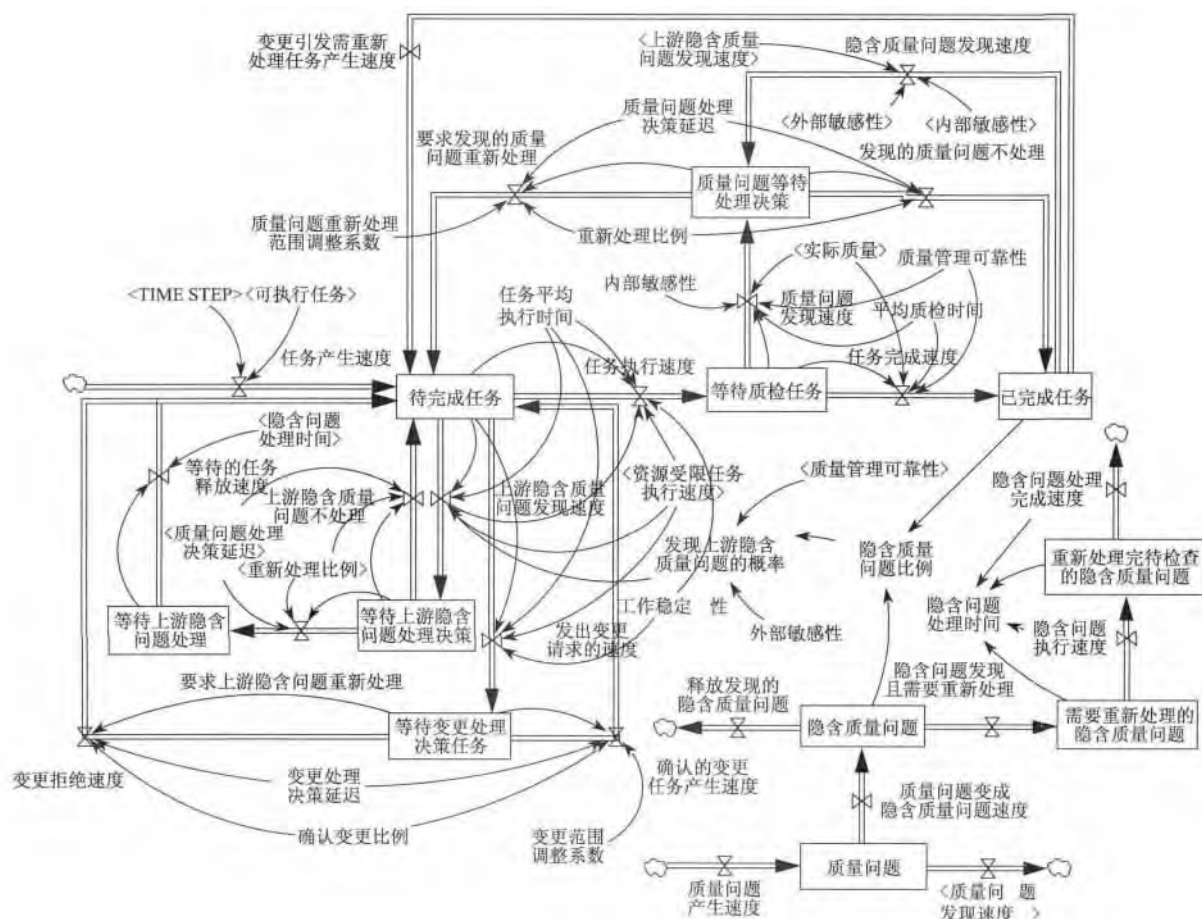 变更引发需重新
处理任务产生速度
<上游隐含质量
问题发现速度>
隐含质量问题发现速度
质量问题处理
决策延迟
<外部敏感性>
<内部敏感性>
要求发现的质量
问题重新处理
发现的质量问题不处理
质量问题等待
处理决策
质量问题重新处理
范围调整系数
重新处理比例
<实际质量>
质量管理可靠性
内部敏感性
<TIME STEP>
<可执行任务>
任务平均
执行时间
质量问题
发现速度
平均质检时间
任务产生速度
任务执行速度
任务完成速度
待完成任务
等待质检任务
已完成任务
<隐含问题
处理时间>
等待的任务
释放速度
上游隐含质量
问题不处理
上游隐含质量
问题发现速度
<资源受限任务
执行速度>
<质量管理可靠性>
隐含问题处理
完成速度
<质量问题处理
决策延迟>
<重新处理比例>
发现上游隐含
质量问题的概率
隐含质量
问题比例
重新处理完待检查
的隐含质量问题
等待上游隐含
问题处理
等待上游隐含
问题处理决策
工作稳定 性
外部敏感性
隐含问题
处理时间
隐含问题
执行速度
发出变更
请求的速度
要求上游隐含问题重新处理
释放发现的
隐含质量问题
隐含问题发现
且需要重新处理
等待变更处理
决策任务
隐含质量问题
需要重新处理的
隐含质量问题
变更拒绝速度
变更处理
决策延迟
确认的变更
任务产生速度
质量问题变成
隐含质量问题速度
确认变更比例
变更范围
调整系数
质量问题
质量问题
产生速度
<质量问 题
发现速度 >